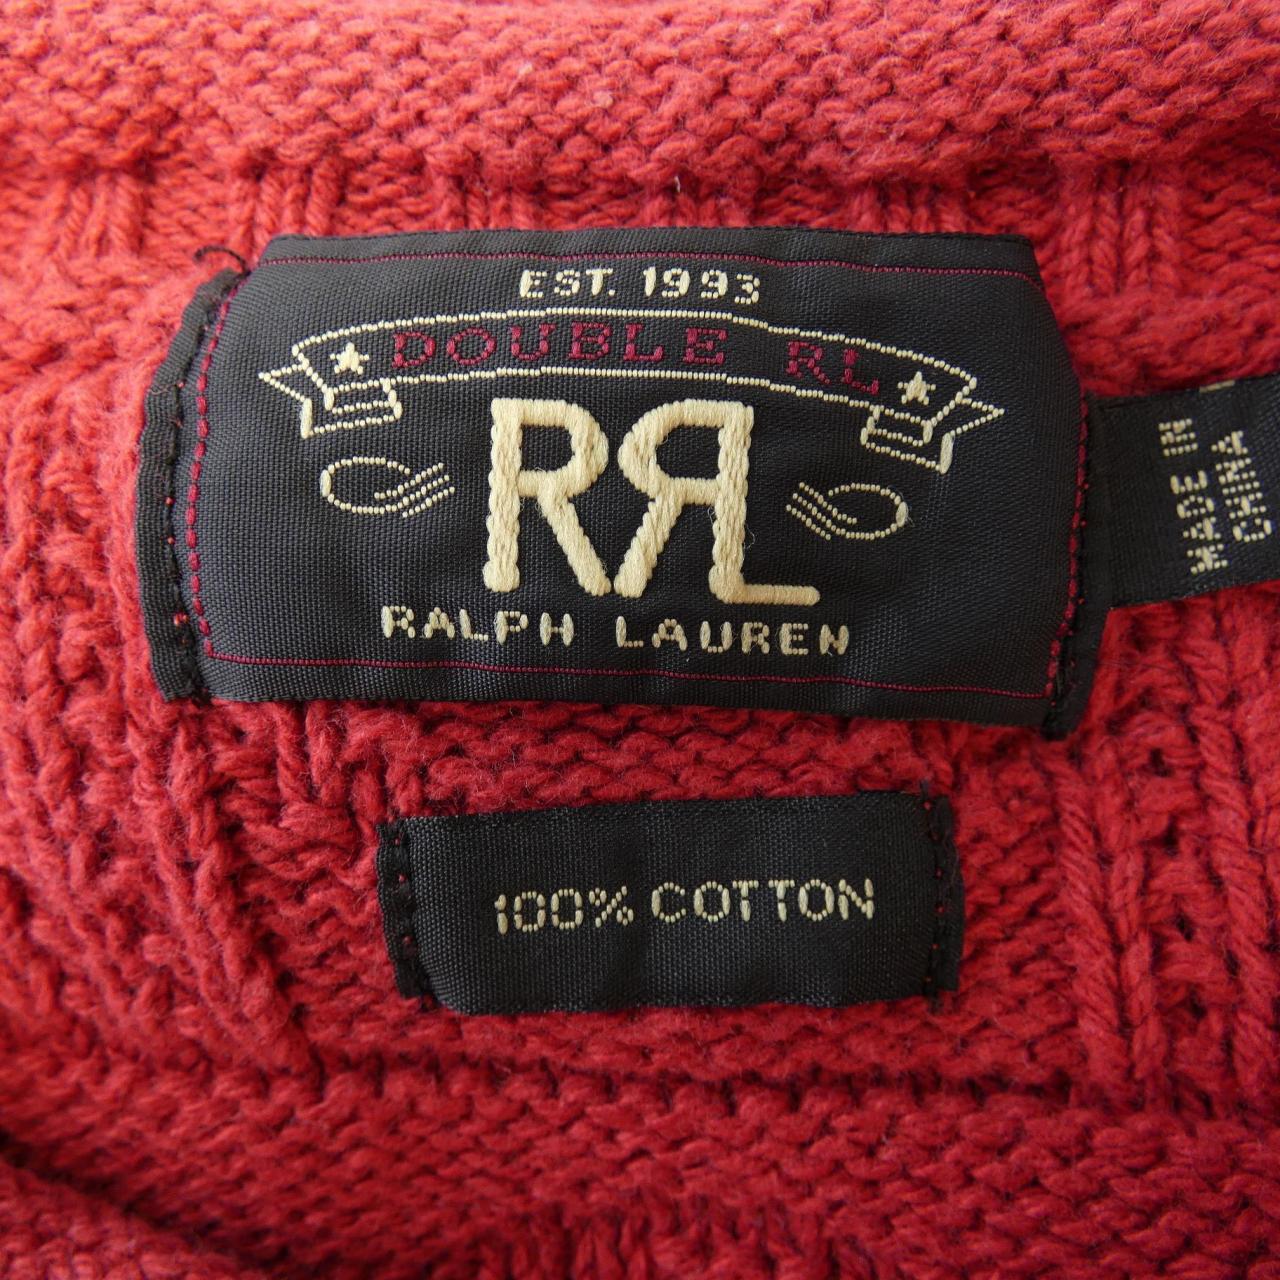 EST. 1993
DOUBLE RL
RRL
RALPH LAUREN
MADE IN
CHINA
100% COTTON